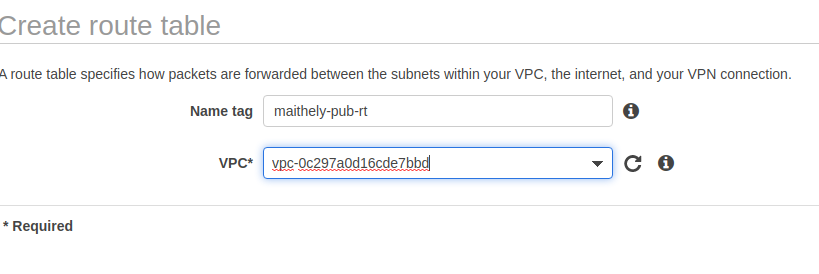 Create route table
A route table specifies how packets are forwarded between the subnets within your VPC, the internet, and your VPN connection.
Name tag maithely-pub-rt
VPC* vpc-0c297a0d16cde7bbd
* Required